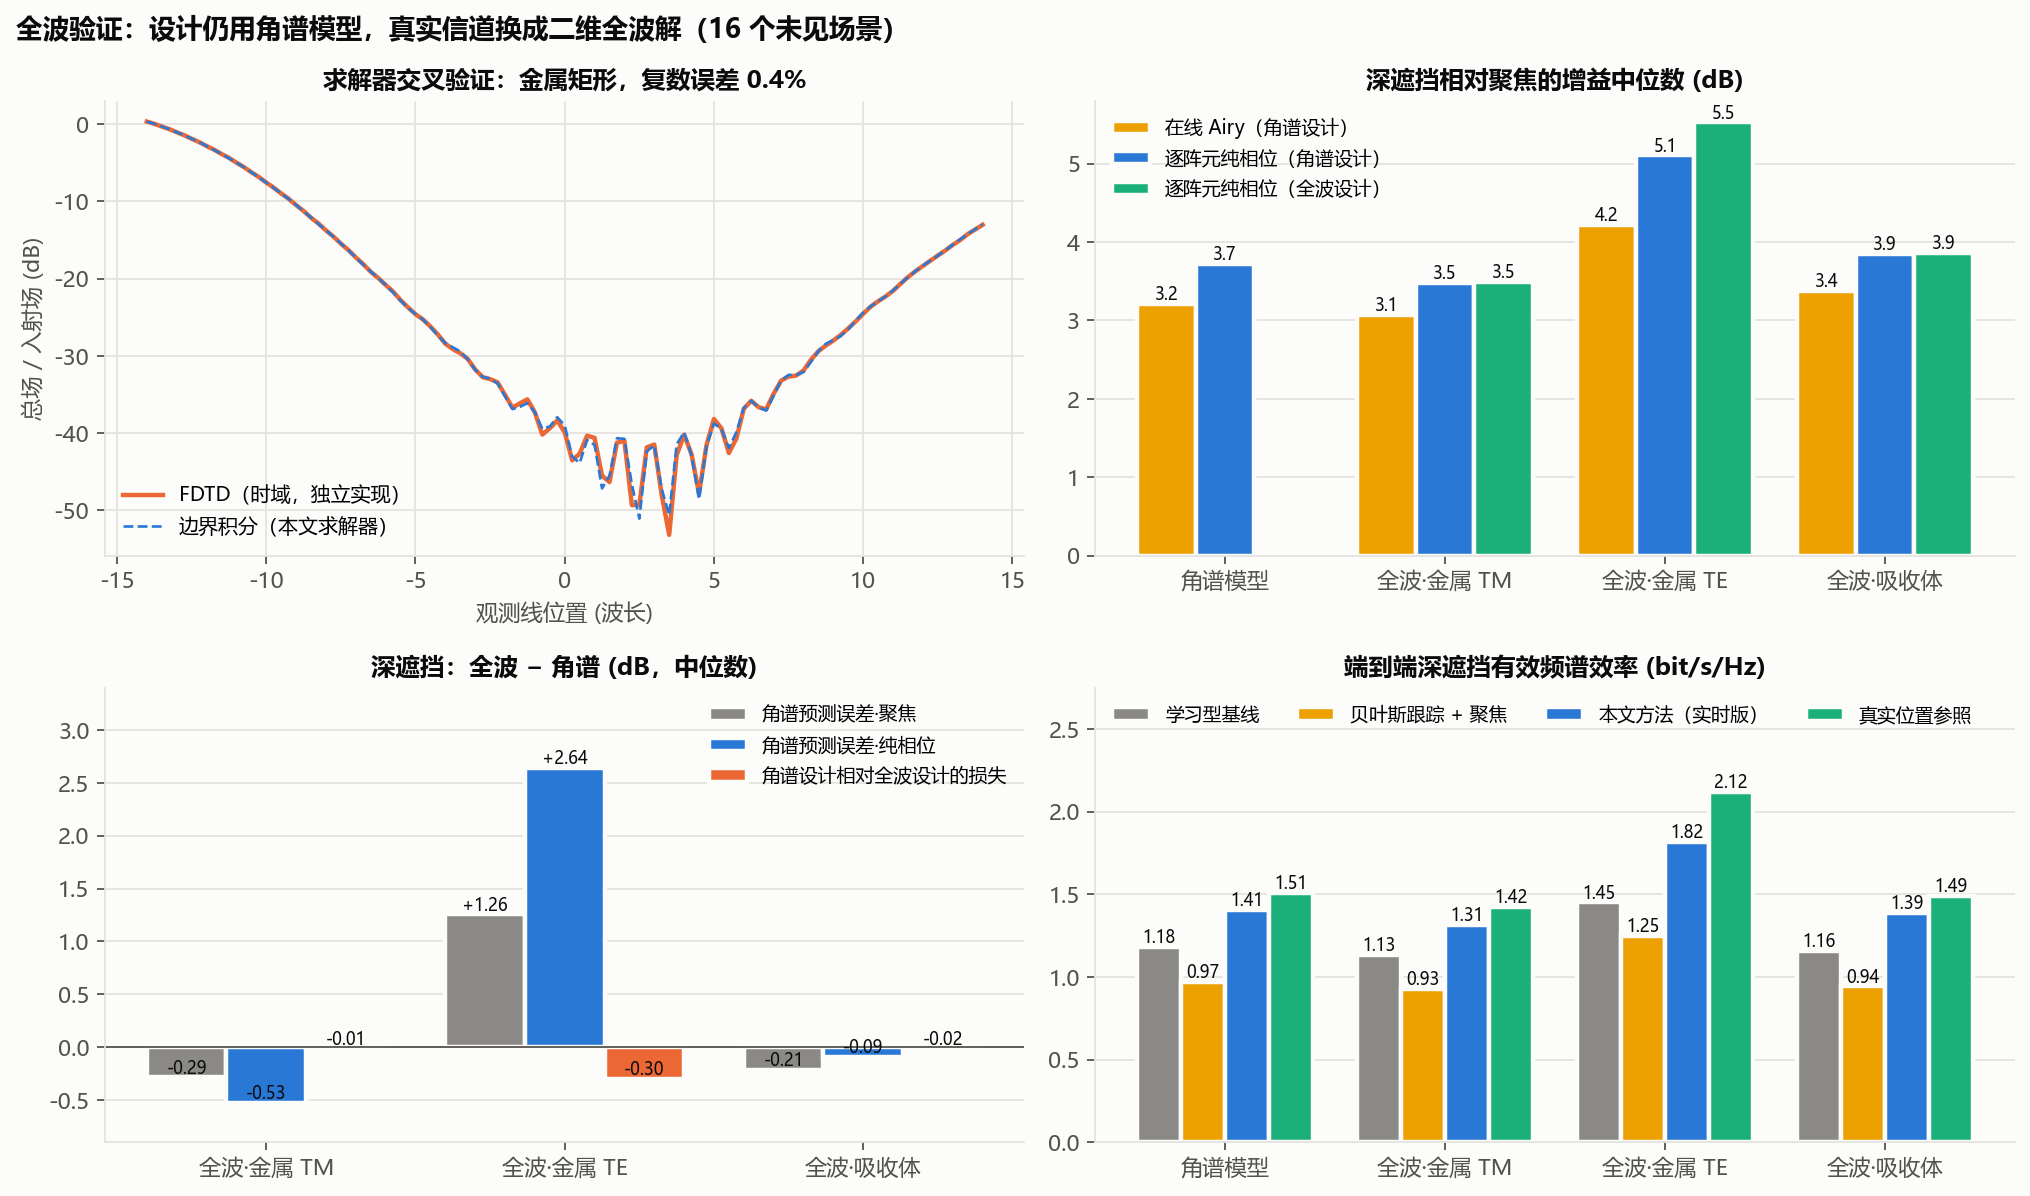 全波验证：设计仍用角谱模型，真实信道换成二维全波解（16 个未见场景）
求解器交叉验证：金属矩形，复数误差 0.4%
总场 / 入射场 (dB)
0
-10
-20
-30
-40
-50
FDTD（时域，独立实现）
边界积分（本文求解器）
-15
-10
-5
0
5
10
15
观测线位置 (波长)
深遮挡相对聚焦的增益中位数 (dB)
在线 Airy（角谱设计）
逐阵元纯相位（角谱设计）
逐阵元纯相位（全波设计）
5
4
3
2
1
0
3.2
3.7
3.1
3.5
3.5
4.2
5.1
5.5
3.4
3.9
3.9
角谱模型
全波·金属 TM
全波·金属 TE
全波·吸收体
深遮挡：全波 − 角谱 (dB，中位数)
角谱预测误差·聚焦
角谱预测误差·纯相位
角谱设计相对全波设计的损失
3.0
2.5
2.0
1.5
1.0
0.5
0.0
-0.5
-0.29
-0.53
-0.01
+1.26
+2.64
-0.30
-0.21
-0.09
-0.02
全波·金属 TM
全波·金属 TE
全波·吸收体
端到端深遮挡有效频谱效率 (bit/s/Hz)
学习型基线
贝叶斯跟踪 + 聚焦
本文方法（实时版）
真实位置参照
2.5
2.0
1.5
1.0
0.5
0.0
1.18
0.97
1.41
1.51
1.13
0.93
1.31
1.42
1.45
1.25
1.82
2.12
1.16
0.94
1.39
1.49
角谱模型
全波·金属 TM
全波·金属 TE
全波·吸收体